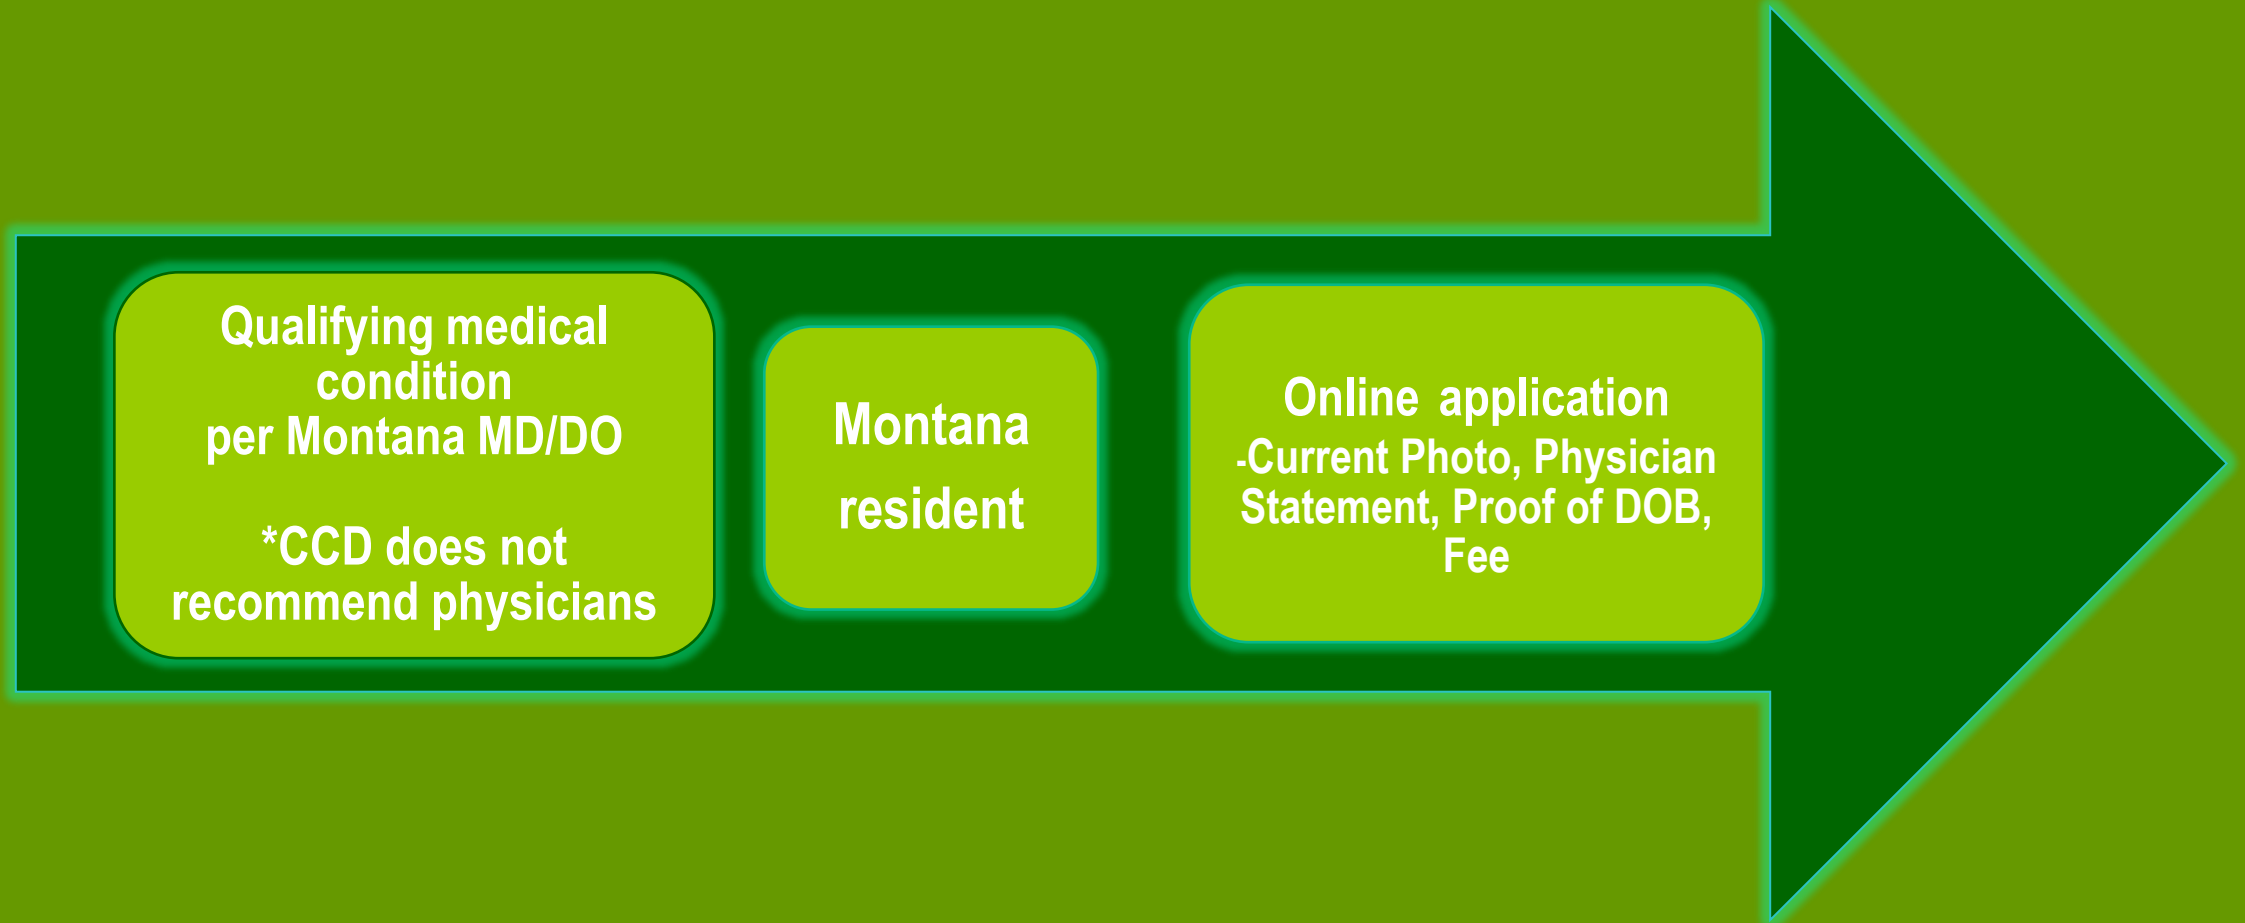 Qualifying medical
condition
per Montana MD/DO
*CCD does not
recommend physicians
Montana
resident
Online application
-Current Photo, Physician
Statement, Proof of DOB,
Fee